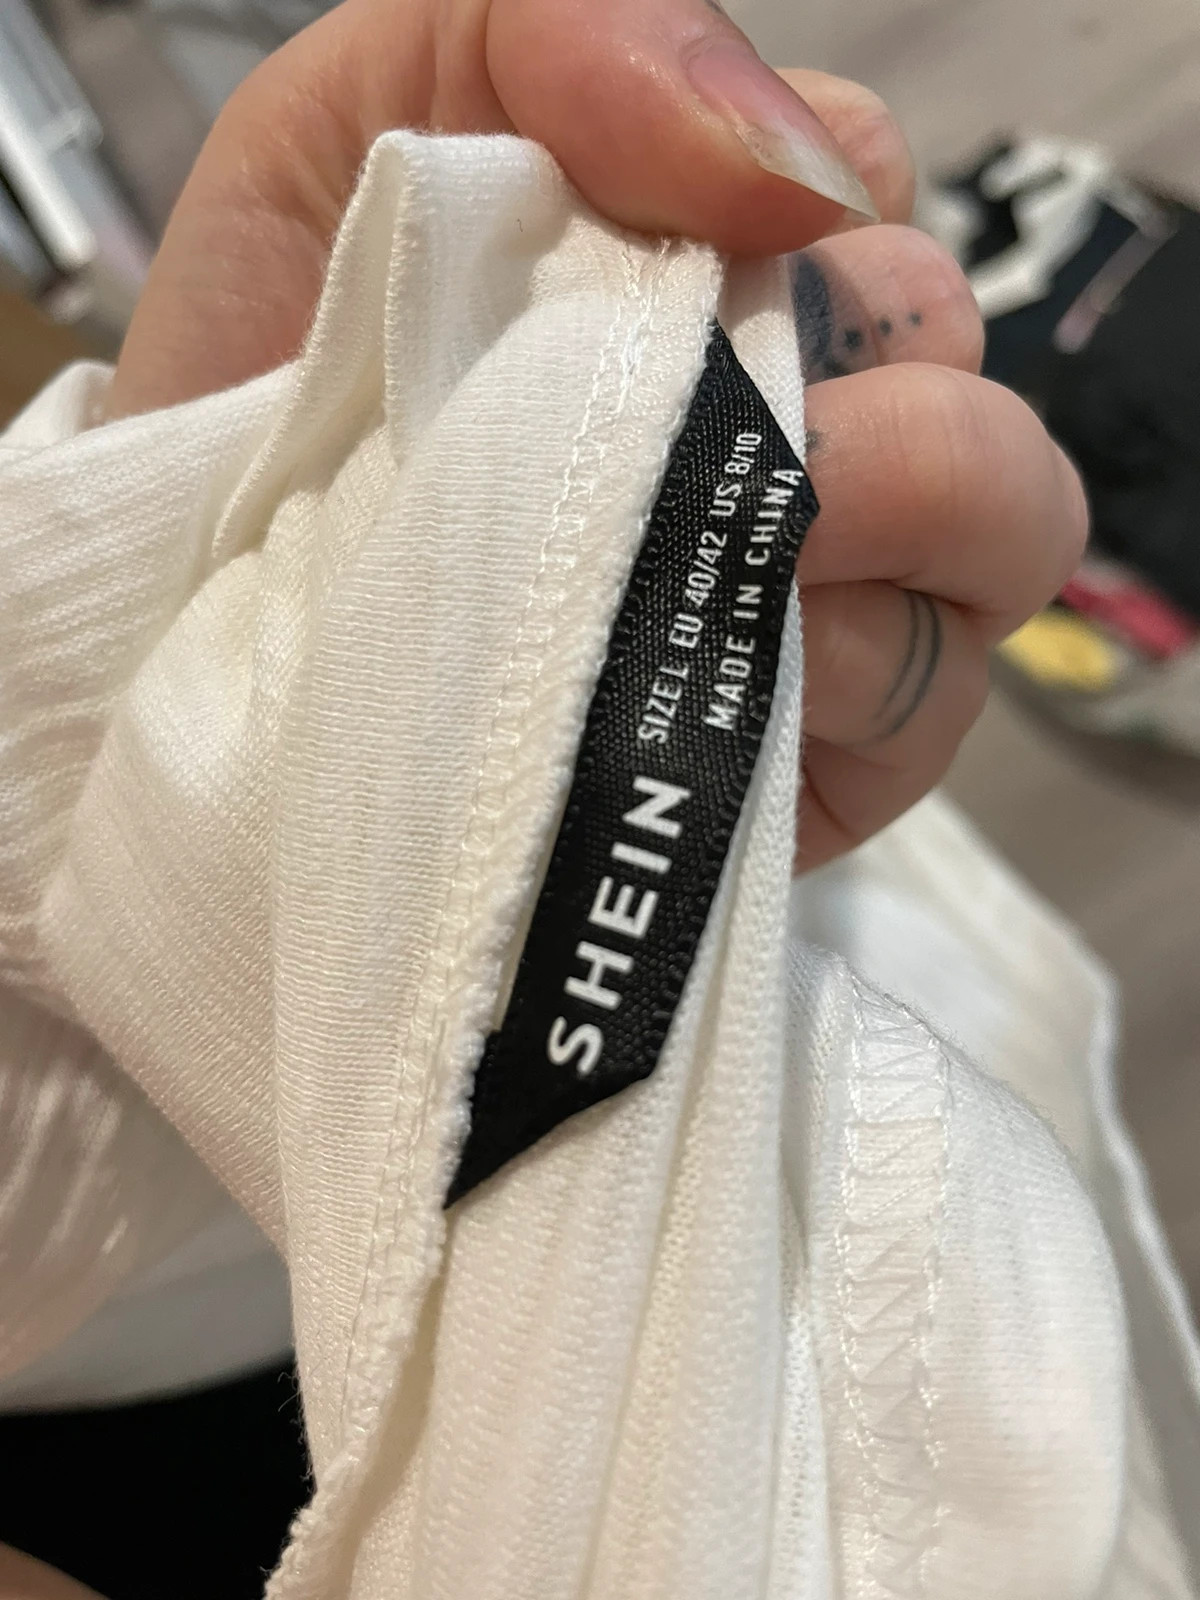 SHEIN
SIZE L EU 40/42 US 8/10
MADE IN CHINA